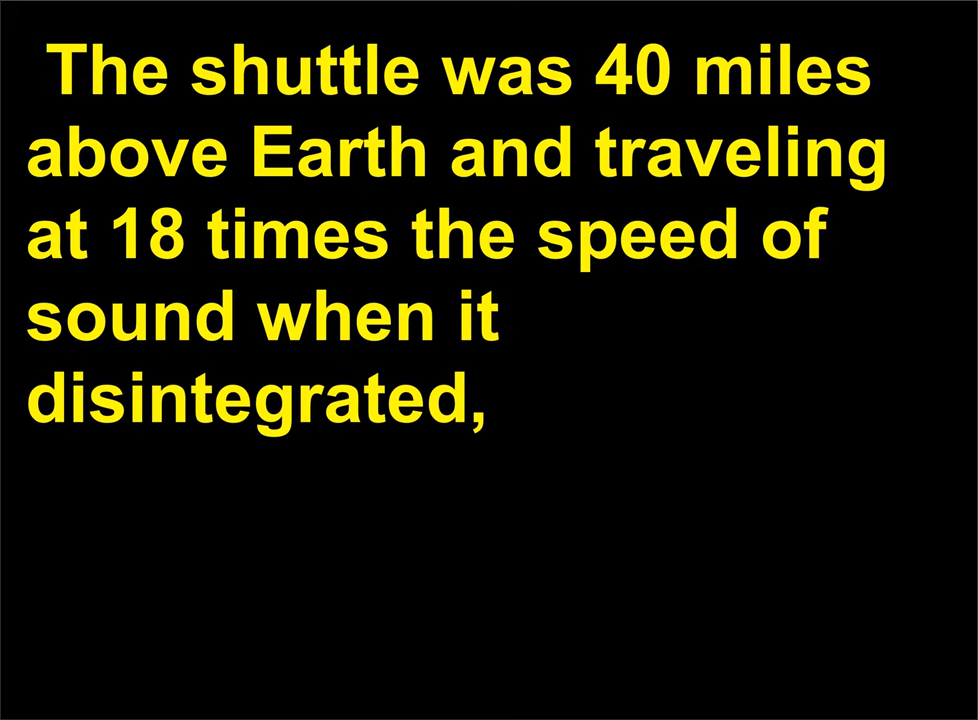 The shuttle was 40 miles
above Earth and traveling
at 18 times the speed of
sound when it
disintegrated,